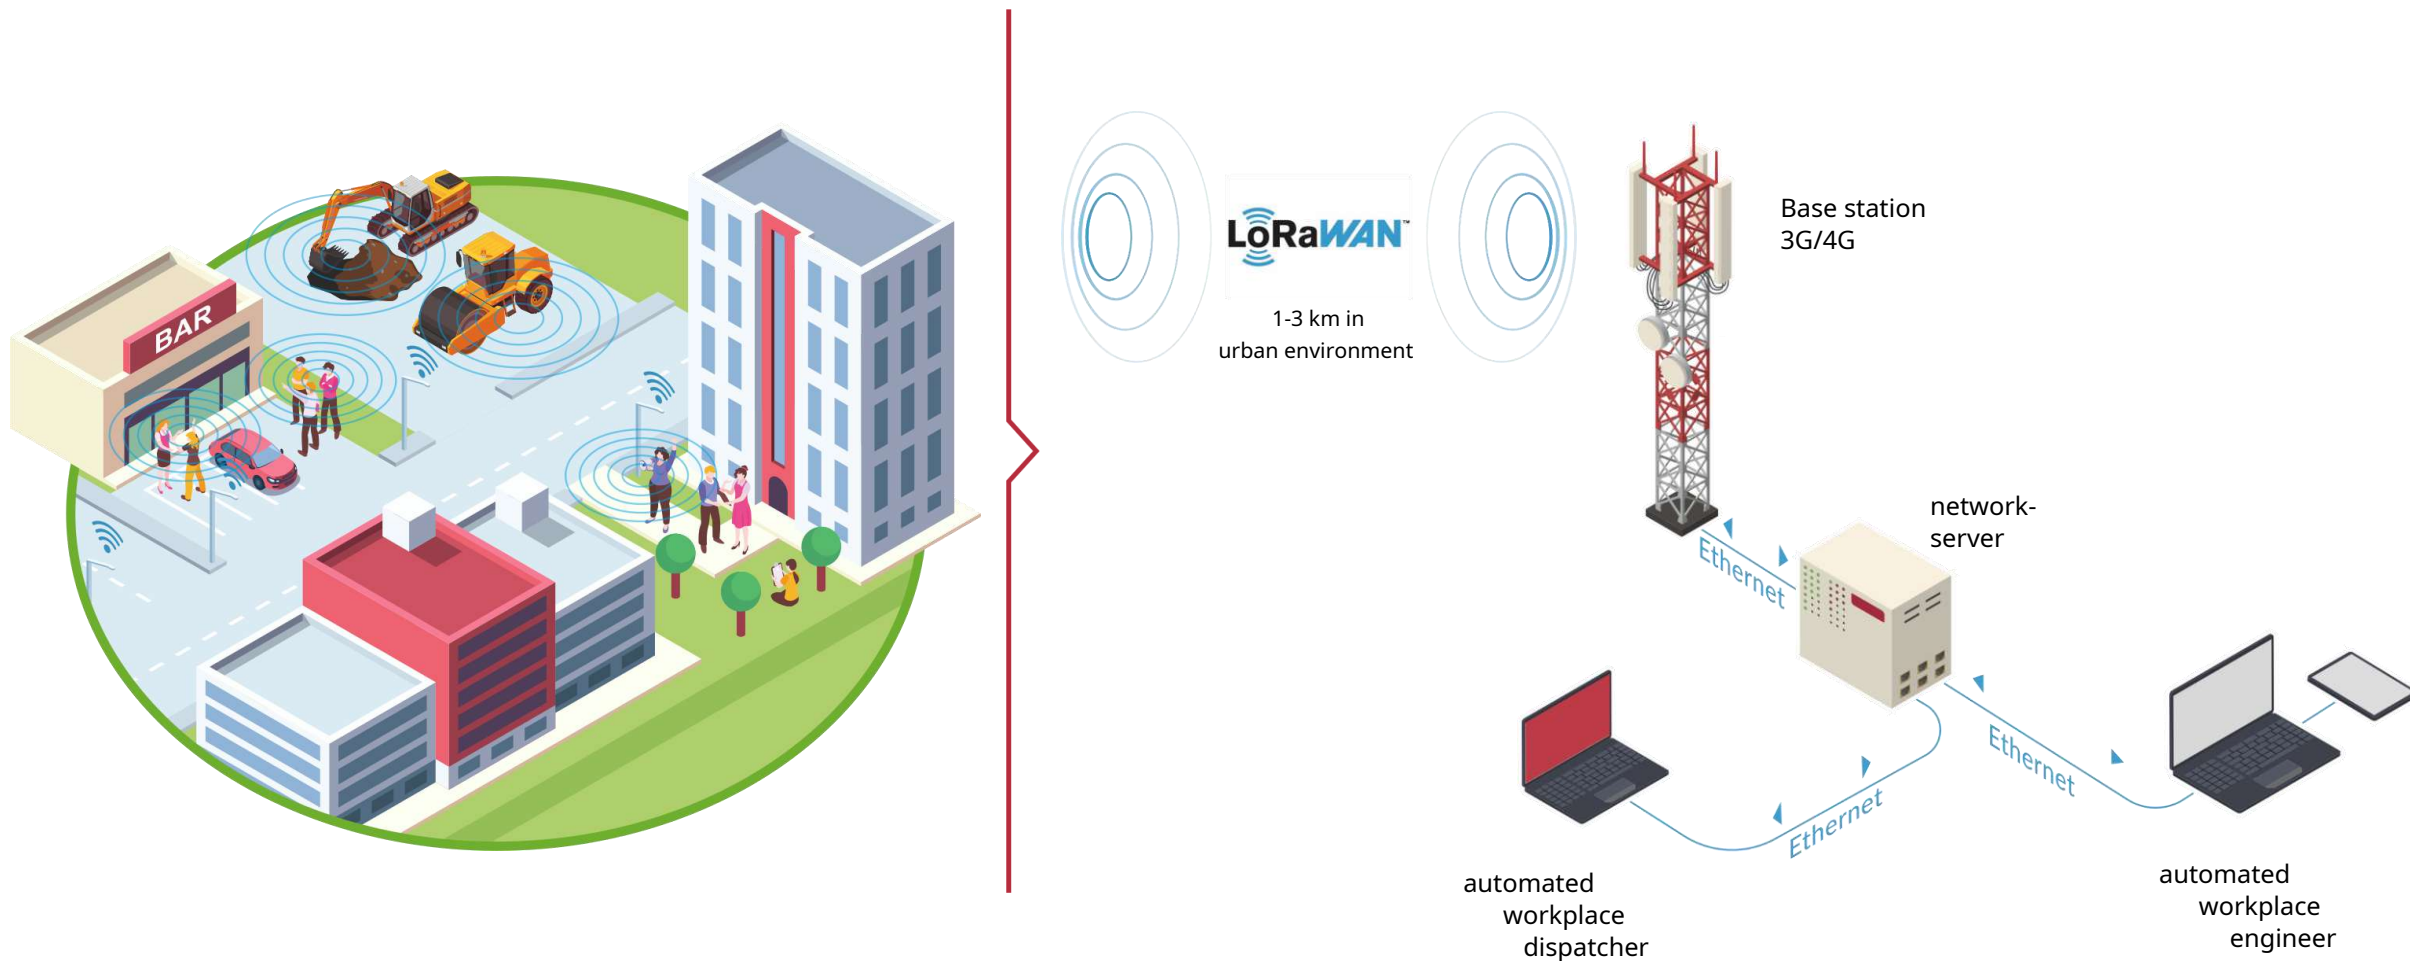 BAR
LoRaWAN™
1-3 km in
urban environment
Base station
3G/4G
network-
server
Ethernet
Ethernet
Ethernet
automated
workplace
dispatcher
automated
workplace
engineer